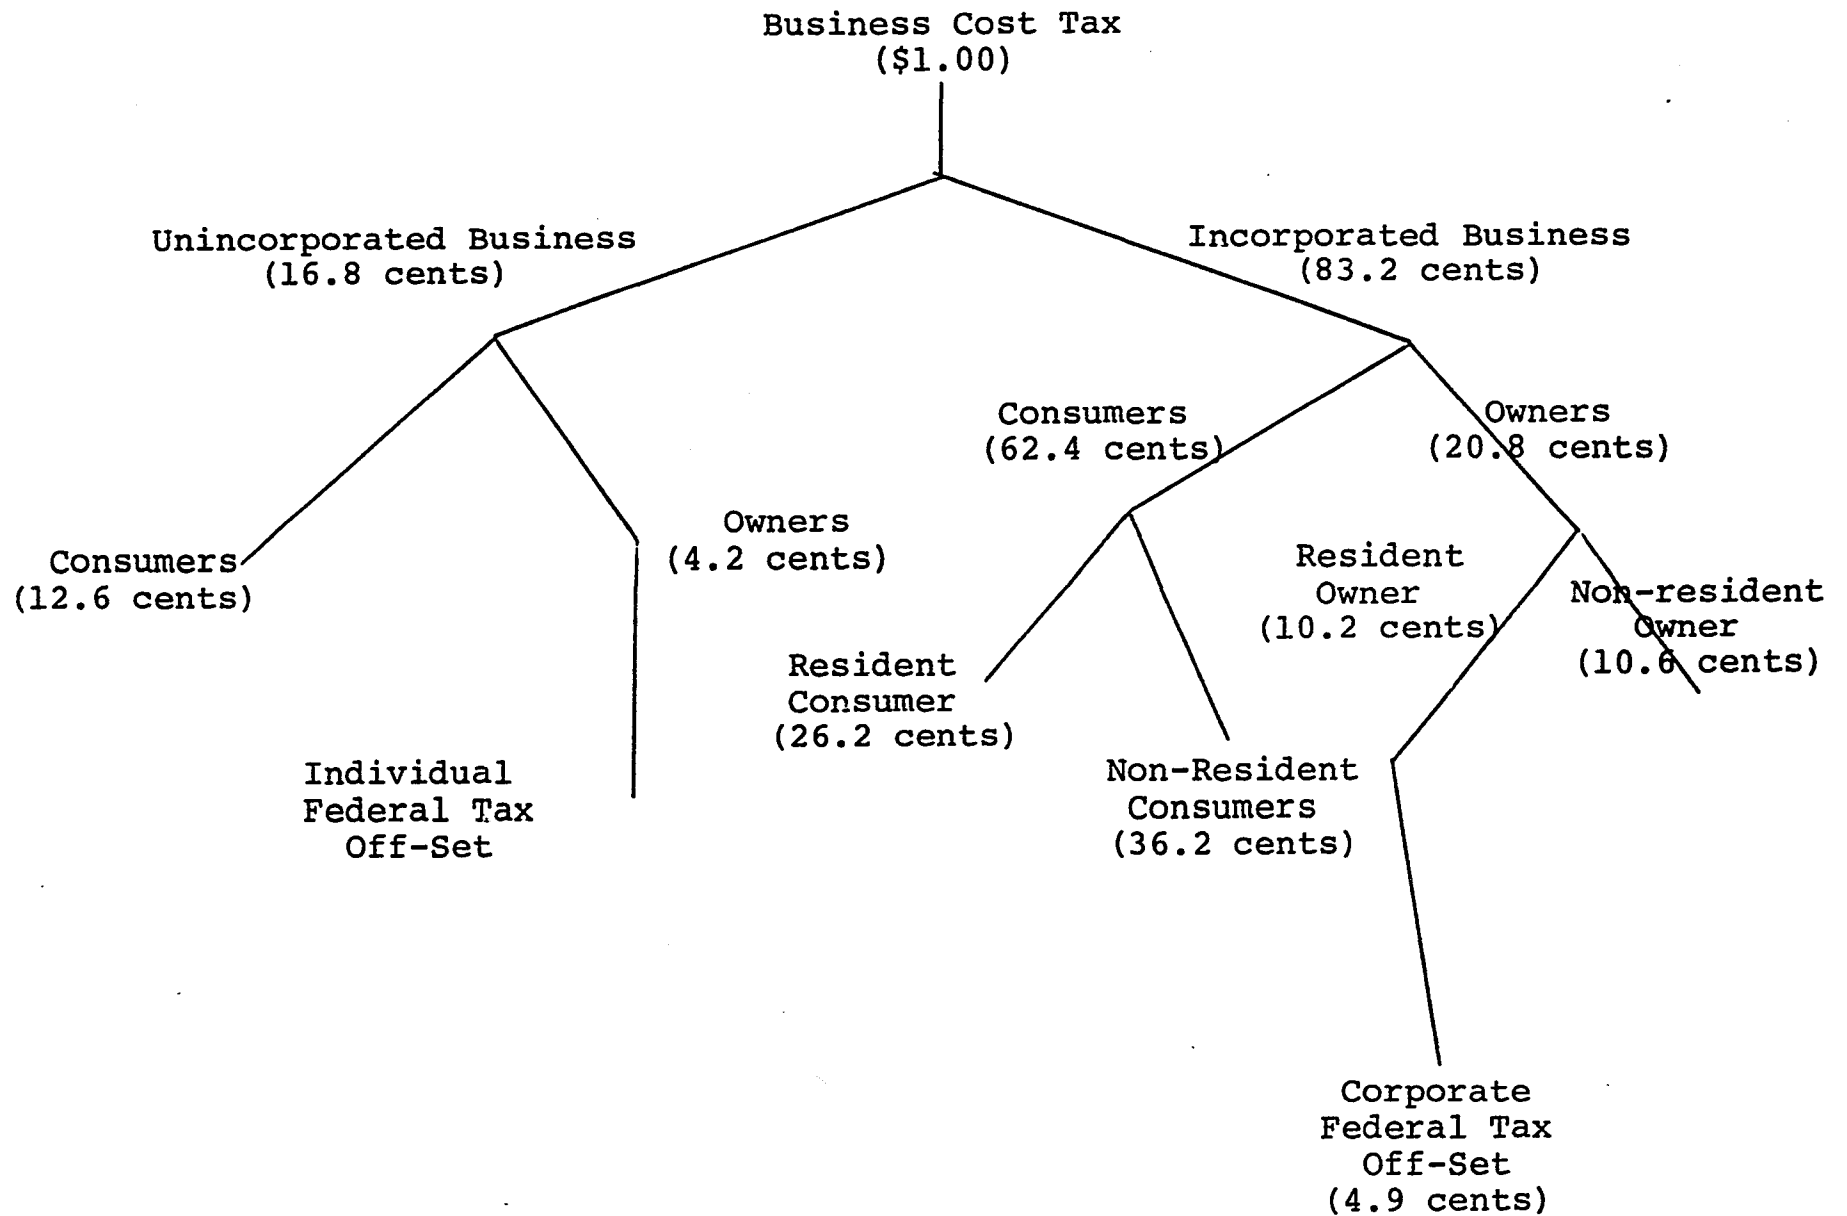 Business Cost Tax
($1.00)
Unincorporated Business
(16.8 cents)
Incorporated Business
(83.2 cents)
Consumers
(12.6 cents)
Owners
(4.2 cents)
Individual
Federal Tax
Off-Set
Consumers
(62.4 cents)
Owners
(20.8 cents)
Resident
Consumer
(26.2 cents)
Non-Resident
Consumers
(36.2 cents)
Resident
Owner
(10.2 cents)
Non-resident
Owner
(10.6 cents)
Corporate
Federal Tax
Off-Set
(4.9 cents)